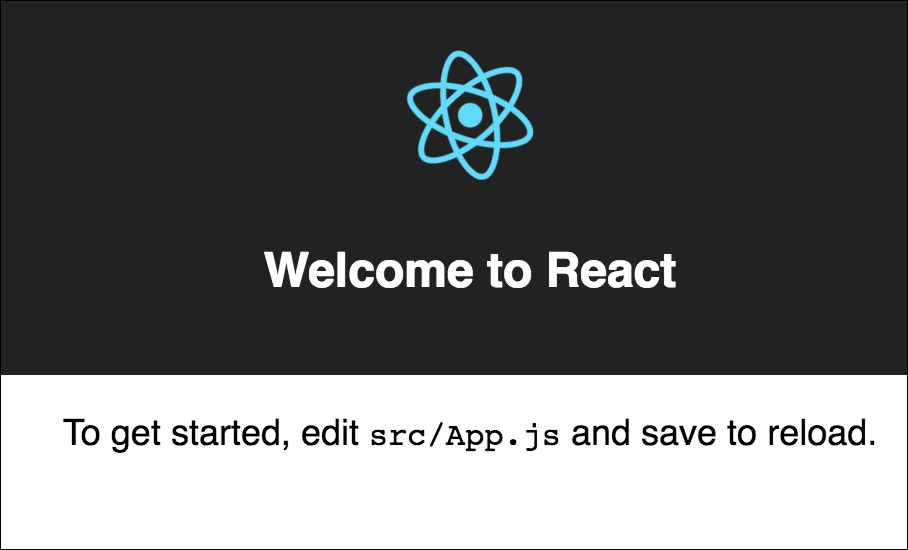 Welcome to React
To get started, edit src/App.js and save to reload.